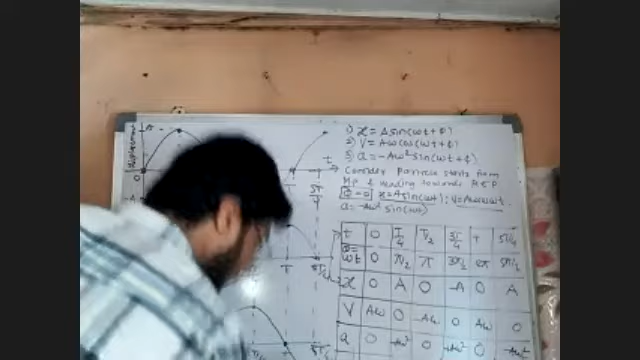 1) x = A sin(ωt + φ)
2) V = Aω cos(ωt + φ)
3) a = -Aω² sin(ωt + φ)
Consider Particle starts from
MP & heading towards
φ = 0 x = A sin(ωt); V = Aω cos ωt
a = -Aω² sin(ωt)
displacement
A
0
t
5T/4
T
t 0 T/4 T/2 3T/4 T 5T/4
θ= ωt 0 π/2 π 3π/2 2π 5π/2
x 0 A 0 -A 0 A
V Aω 0 -Aω 0 Aω 0
a 0 -Aω² 0 0 -Aω²